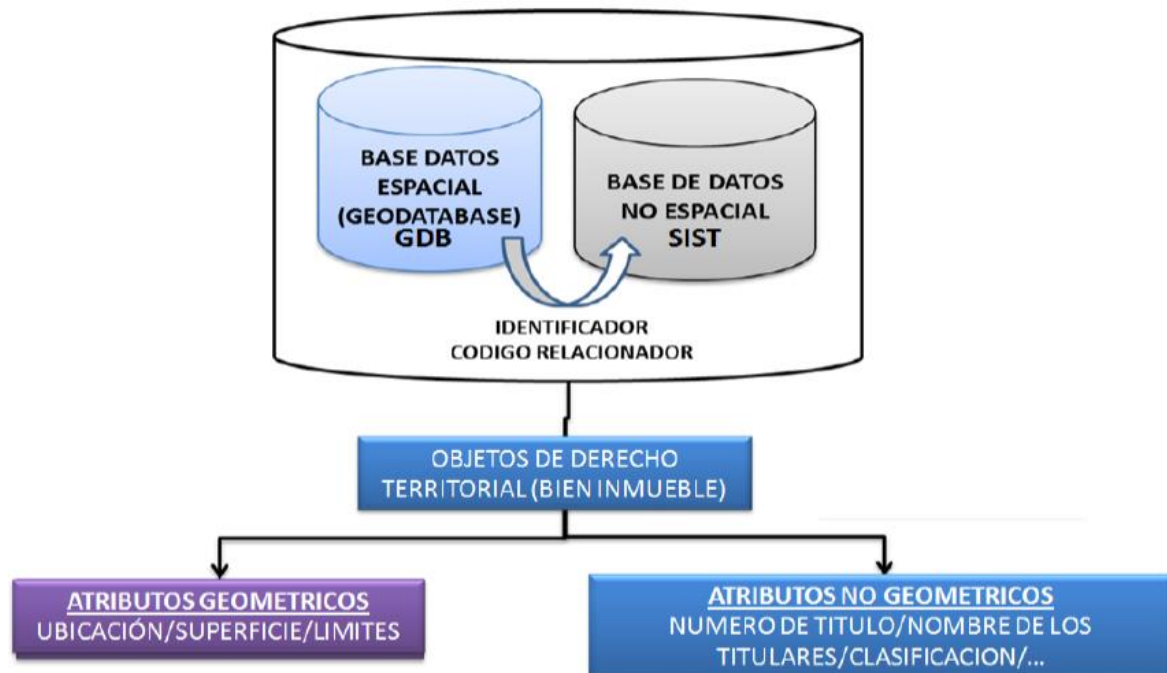 BASE DATOS
ESPACIAL
(GEODATABASE)
GDB
BASE DE DATOS
NO ESPACIAL
SIST
IDENTIFICADOR
CODIGO RELACIONADOR
OBJETOS DE DERECHO
TERRITORIAL (BIEN INMUEBLE)
ATRIBUTOS GEOMETRICOS
UBICACIÓN/SUPERFICIE/LIMITES
ATRIBUTOS NO GEOMETRICOS
NUMERO DE TITULO/NOMBRE DE LOS
TITULARES/CLASIFICACION/...